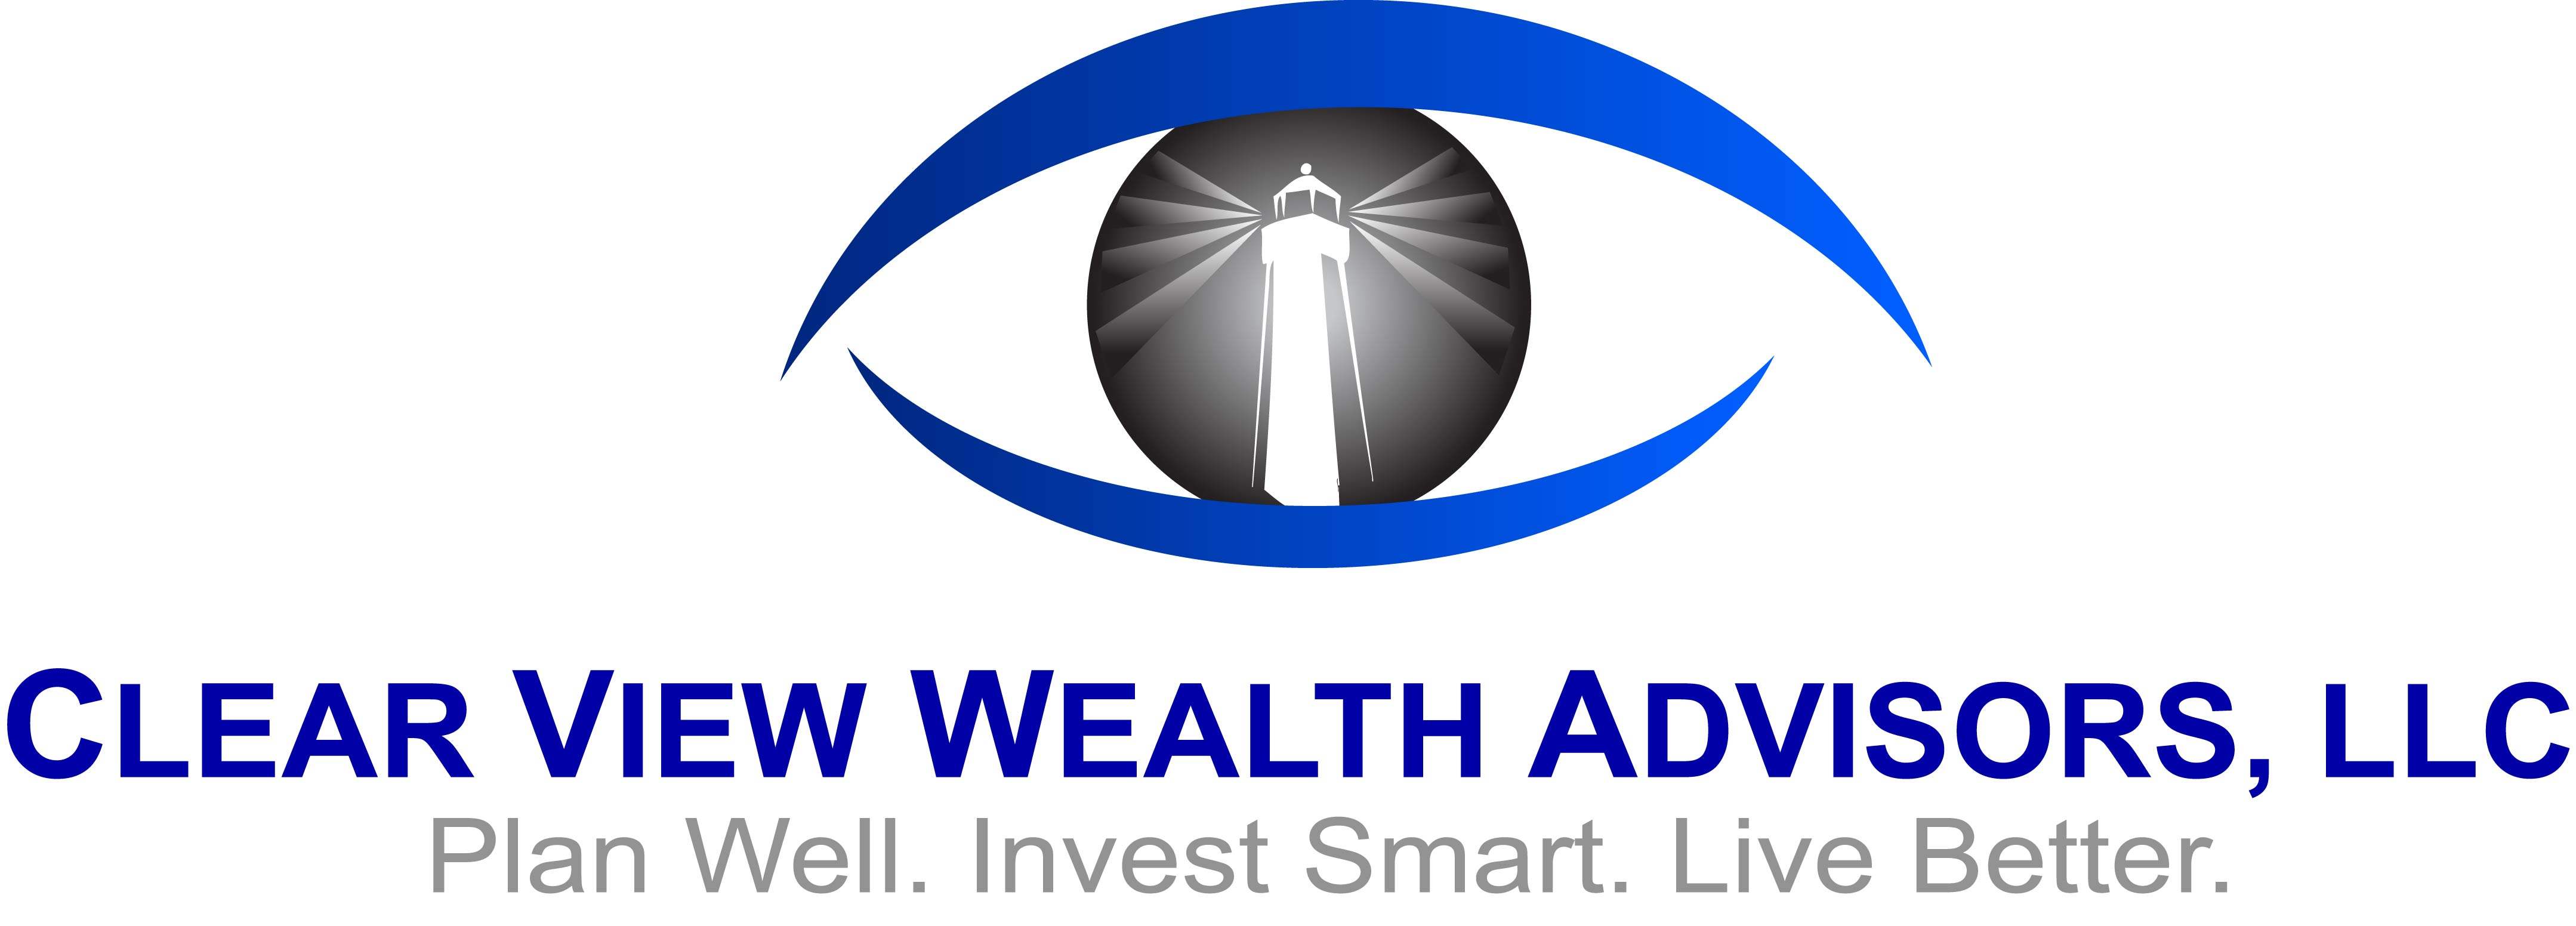 CLEAR VIEW WEALTH ADVISORS, LLC
Plan Well. Invest Smart. Live Better.